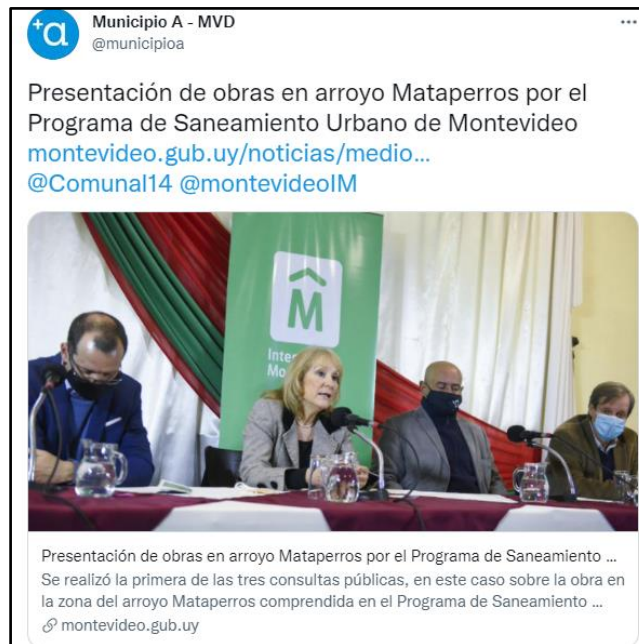 +a
Municipio A - MVD
@municipioa
Presentación de obras en arroyo Mataperros por el
Programa de Saneamiento Urbano de Montevideo
montevideo.gub.uy/noticias/medio...
@Comunal14 @montevideoIM
M
Inte
Mo
Presentación de obras en arroyo Mataperros por el Programa de Saneamiento ...
Se realizó la primera de las tres consultas públicas, en este caso sobre la obra en
la zona del arroyo Mataperros comprendida en el Programa de Saneamiento ...
montevideo.gub.uy